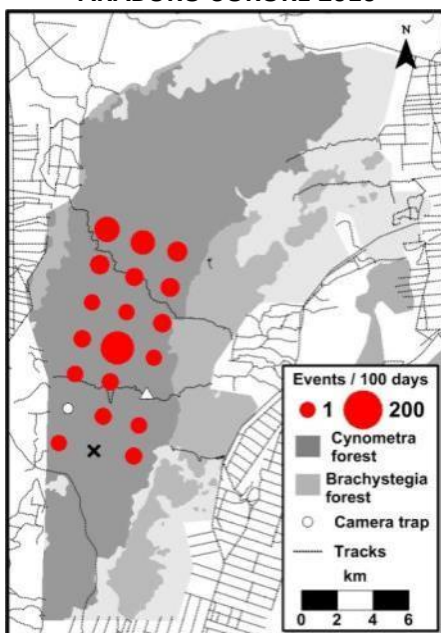 N
Events / 100 days
1 200
Cynometra
forest
Brachystegia
forest
Camera trap
Tracks
km
0 2 4 6